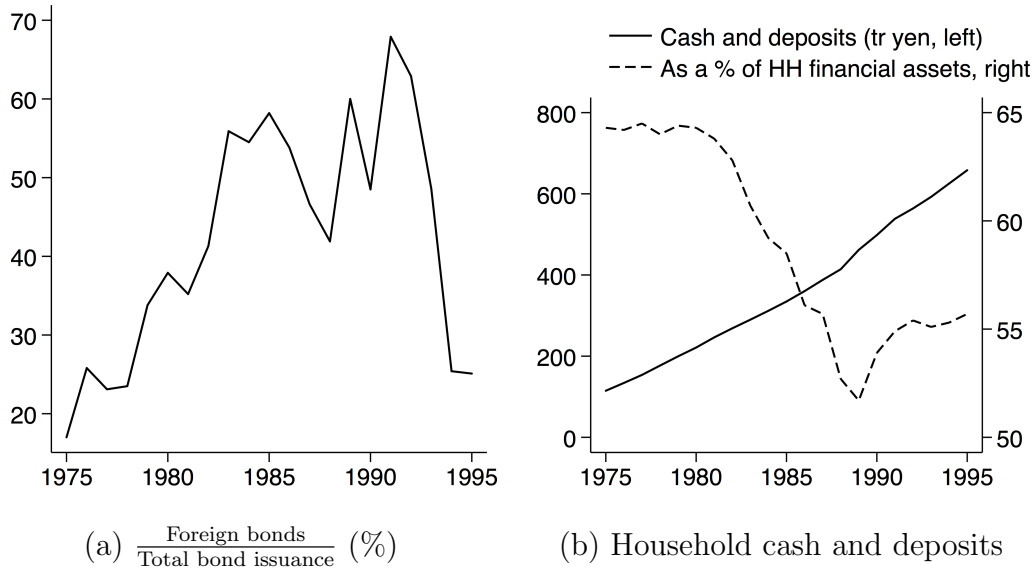 70
60
50
40
30
20
1975 1980 1985 1990 1995
(a) Foreign bonds / Total bond issuance (%)
Cash and deposits (tr yen, left)
As a % of HH financial assets, right
800
600
400
200
0
65
60
55
50
1975 1980 1985 1990 1995
(b) Household cash and deposits